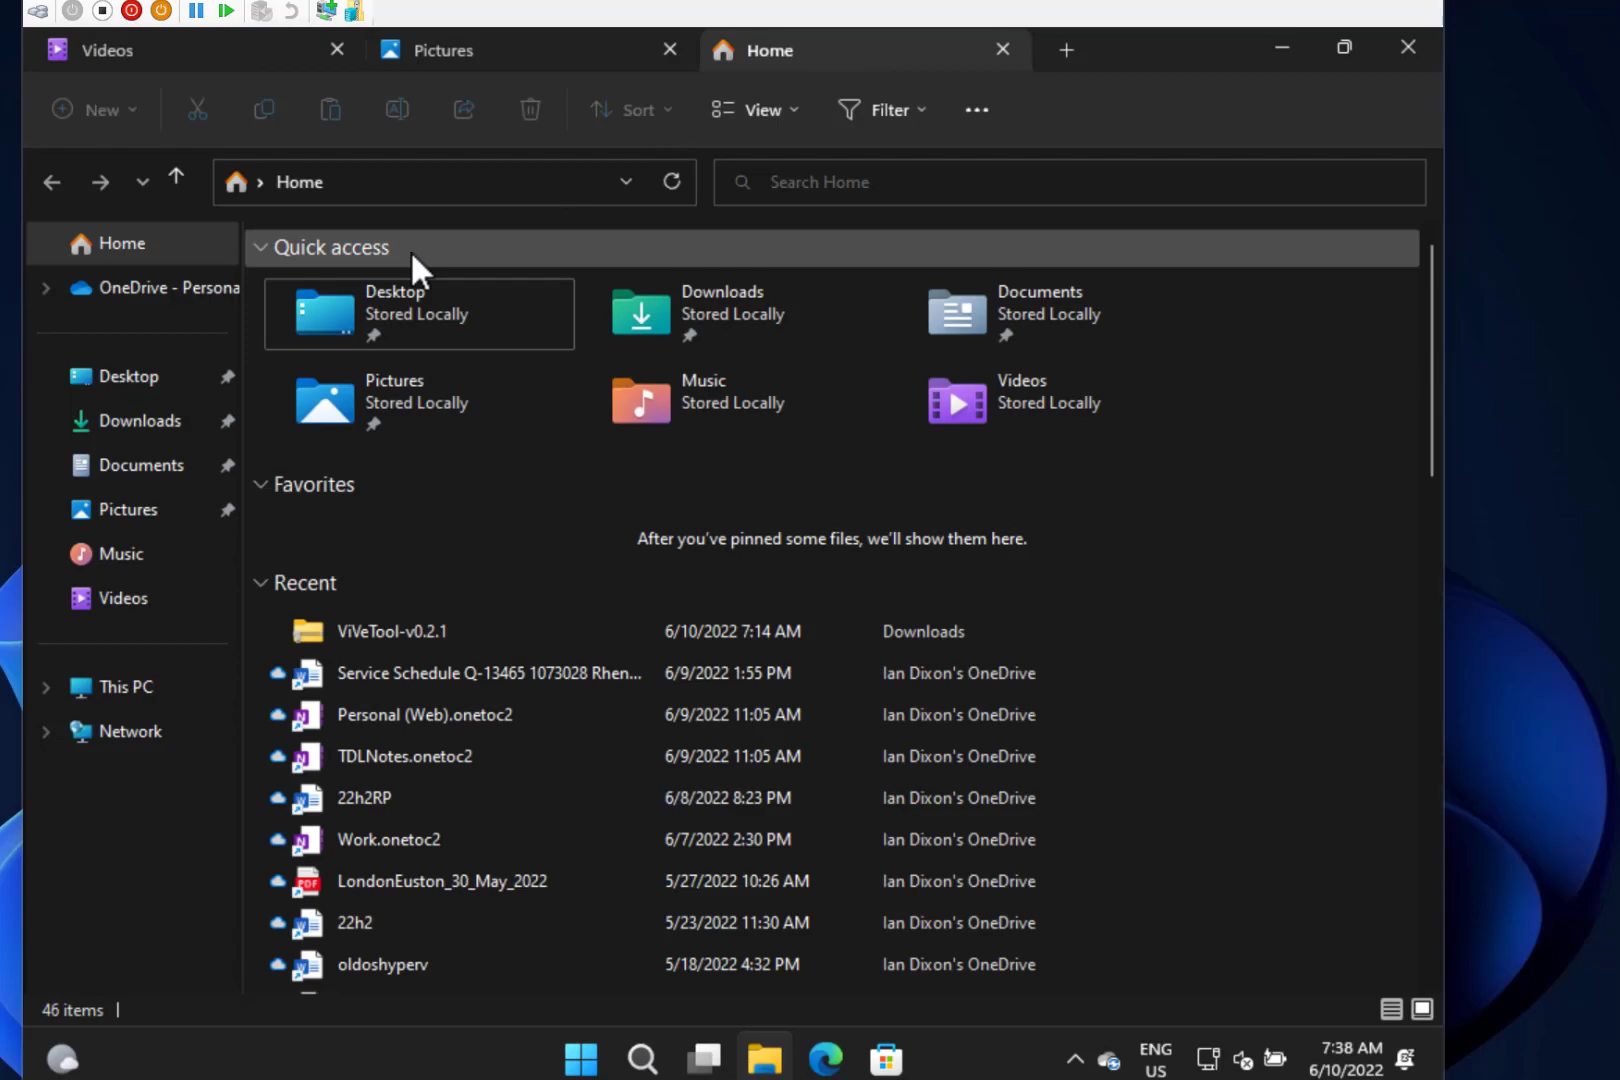 Videos
Pictures
Home
New
Sort
View
Filter
Home
Search Home
Home
OneDrive - Persona
Desktop
Downloads
Documents
Pictures
Music
Videos
This PC
Network
Quick access
Desktop
Stored Locally
Downloads
Stored Locally
Documents
Stored Locally
Pictures
Stored Locally
Music
Stored Locally
Videos
Stored Locally
Favorites
After you've pinned some files, we'll show them here.
Recent
ViVeTool-v0.2.1 6/10/2022 7:14 AM Downloads
Service Schedule Q-13465 1073028 Rhen... 6/9/2022 1:55 PM Ian Dixon's OneDrive
Personal (Web).onetoc2 6/9/2022 11:05 AM Ian Dixon's OneDrive
TDLNotes.onetoc2 6/9/2022 11:05 AM Ian Dixon's OneDrive
22h2RP 6/8/2022 8:23 PM Ian Dixon's OneDrive
Work.onetoc2 6/7/2022 2:30 PM Ian Dixon's OneDrive
LondonEuston_30_May_2022 5/27/2022 10:26 AM Ian Dixon's OneDrive
22h2 5/23/2022 11:30 AM Ian Dixon's OneDrive
oldoshyperv 5/18/2022 4:32 PM Ian Dixon's OneDrive
46 items
ENG
US
7:38 AM
6/10/2022